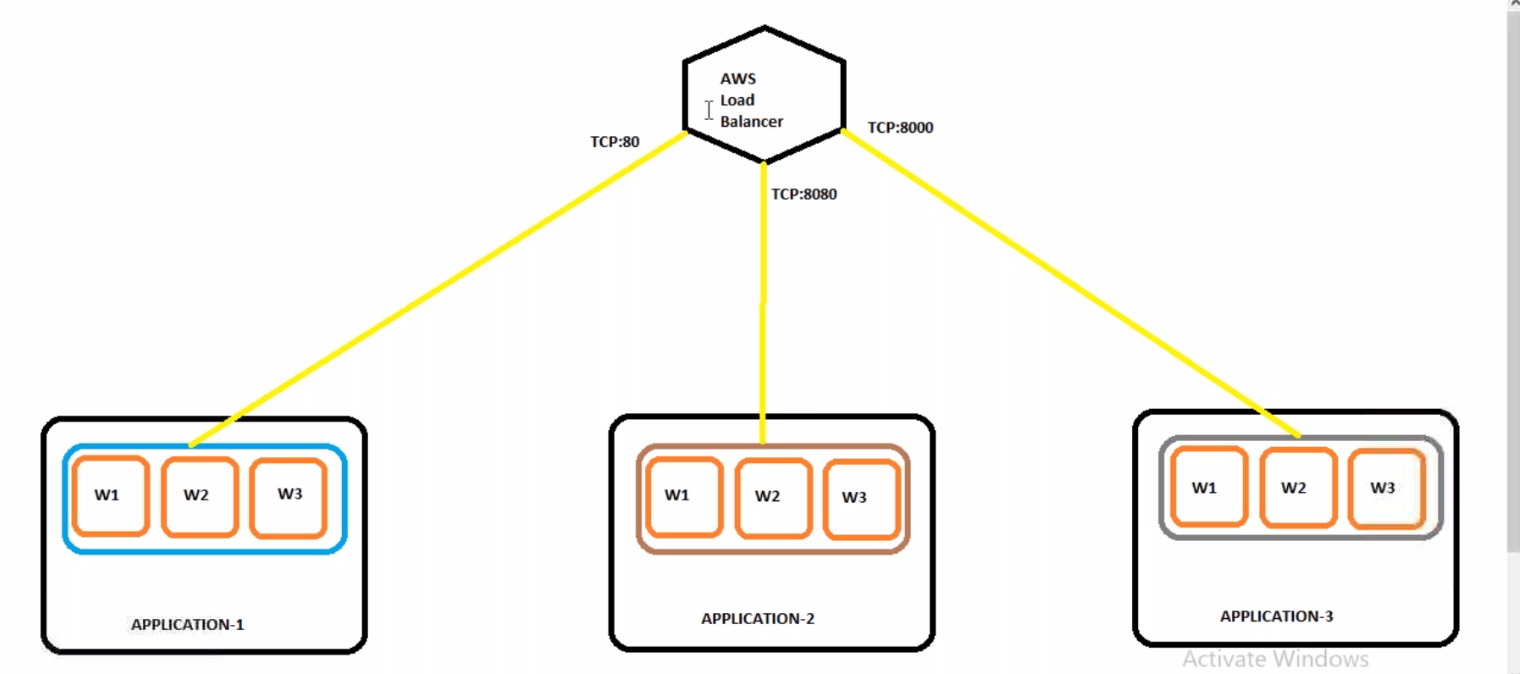 AWS
Load
Balancer
TCP:80
TCP:8000
TCP:8080
W1
W2
W3
W1
W2
W3
W1
W2
W3
APPLICATION-1
APPLICATION-2
APPLICATION-3
Activate Windows